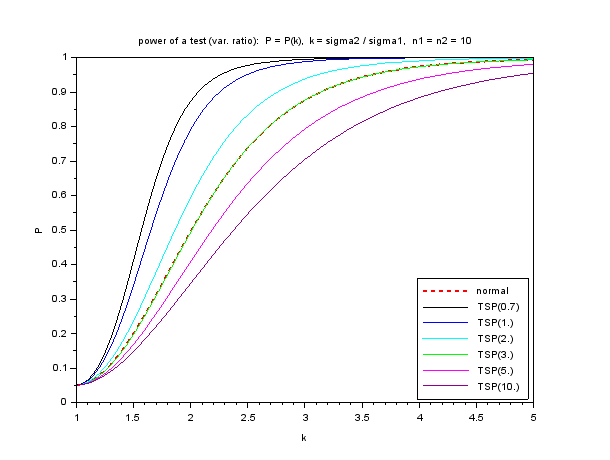 power of a test (var. ratio): P = P(k), k = sigma2 / sigma1, n1 = n2 = 10
1
0.9
0.8
0.7
0.6
0.5
0.4
0.3
0.2
0.1
0
P
normal
TSP(0.7)
TSP(1.)
TSP(2.)
TSP(3.)
TSP(5.)
TSP(10.)
1 1.5 2 2.5 3 3.5 4 4.5 5
k